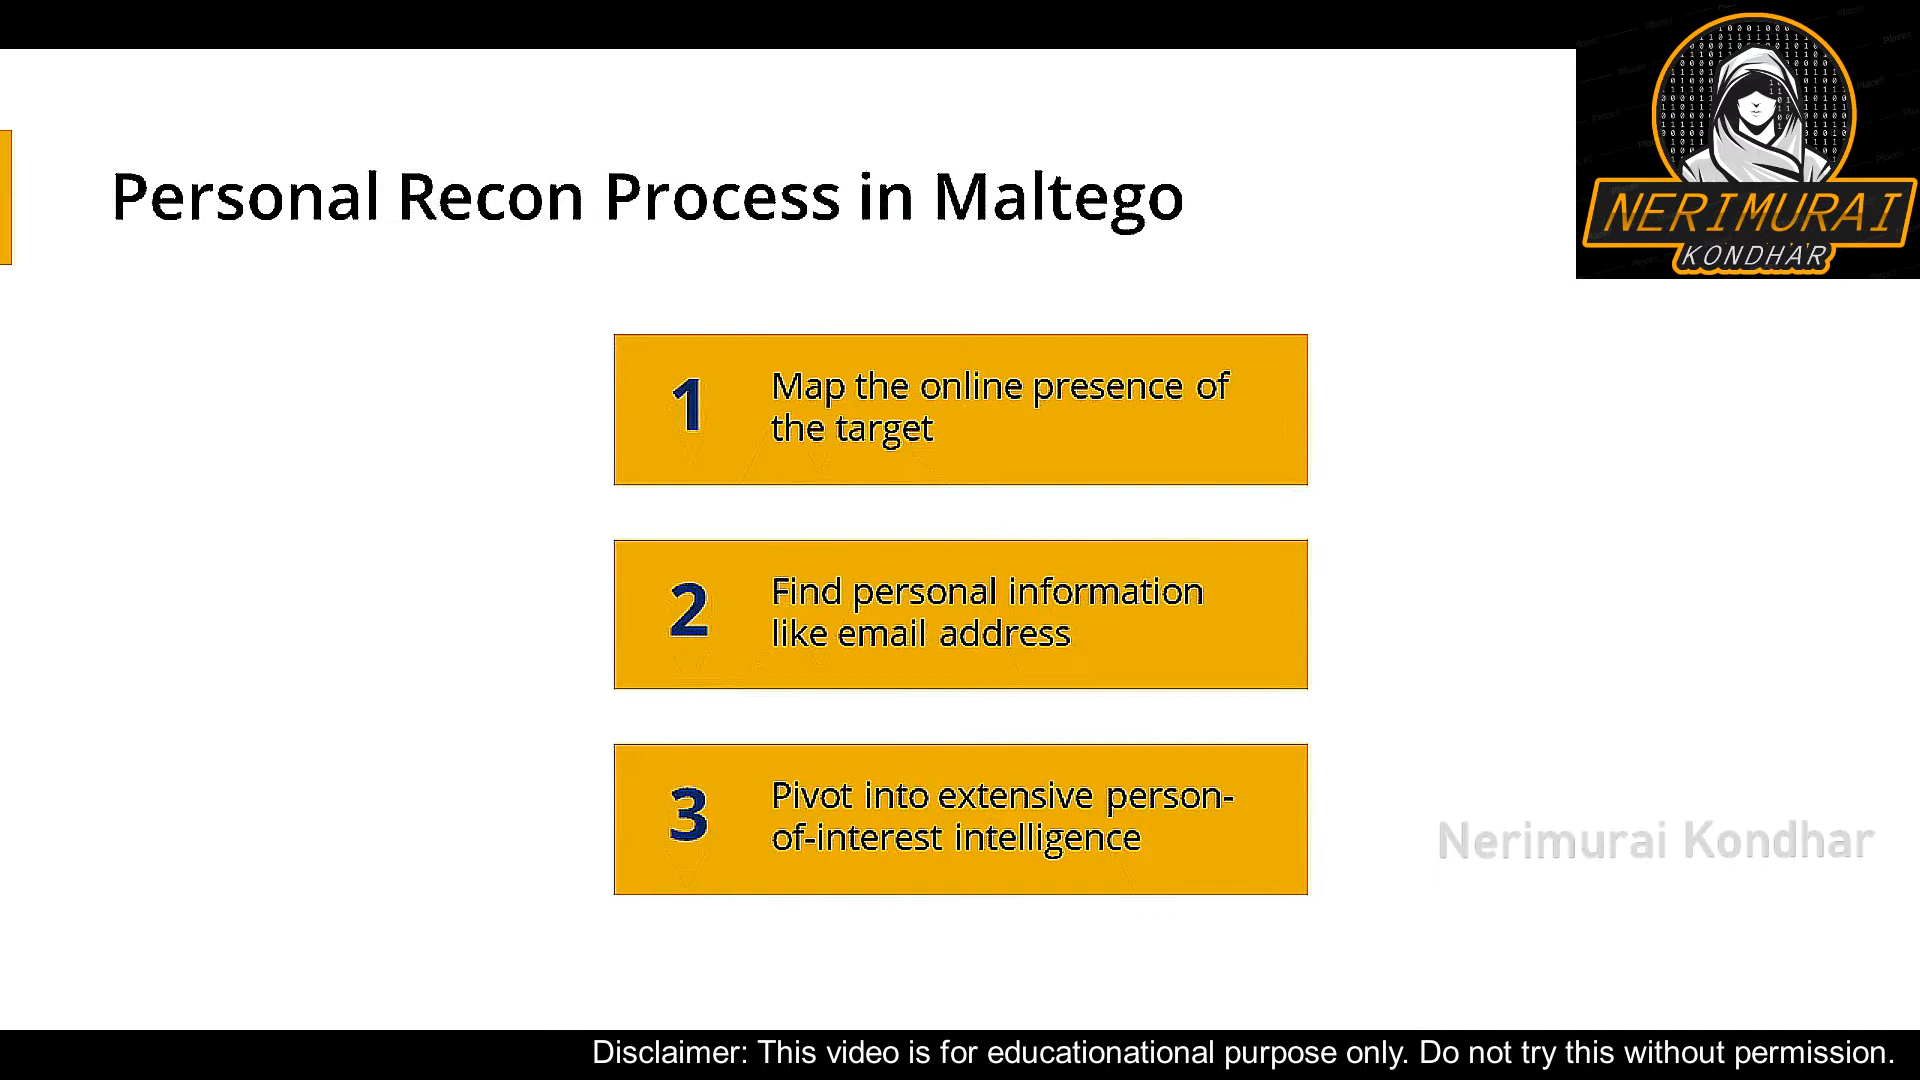 NERIMURAI
KONDHAR
Personal Recon Process in Maltego
1
Map the online presence of
the target
2
Find personal information
like email address
3
Pivot into extensive person-
of-interest intelligence
Nerimurai Kondhar
Disclaimer: This video is for educationational purpose only. Do not try this without permission.